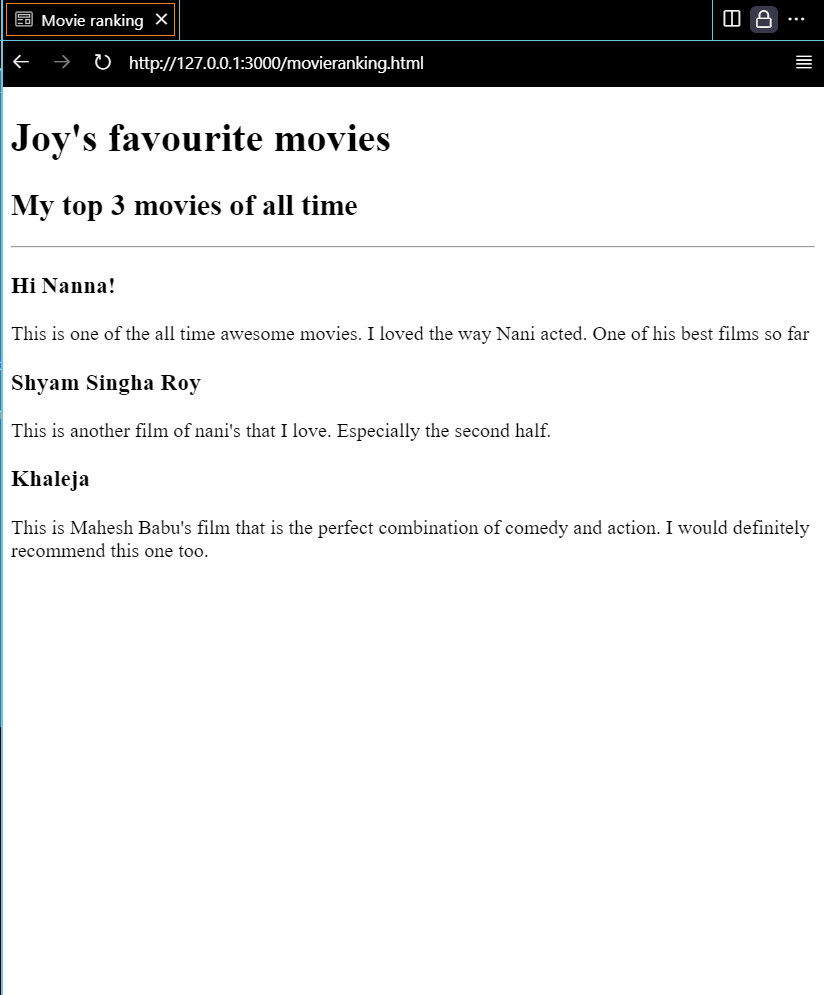 Movie ranking
http://127.0.0.1:3000/movieranking.html
Joy's favourite movies
My top 3 movies of all time
Hi Nanna!
This is one of the all time awesome movies. I loved the way Nani acted. One of his best films so far
Shyam Singha Roy
This is another film of nani's that I love. Especially the second half.
Khaleja
This is Mahesh Babu's film that is the perfect combination of comedy and action. I would definitely
recommend this one too.